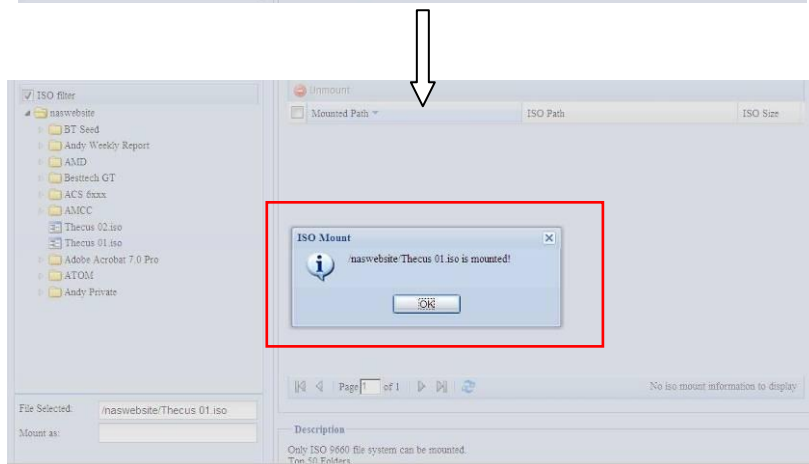 ISO filter
naswebsite
BT Seed
Andy Weekly Report
AMD
Besttech GT
ACS 6xxx
AMCC
Thecus 02.iso
Thecus 01.iso
Adobe Acrobat 7.0 Pro
ATOM
Andy Private
File Selected: /naswebsite/Thecus 01.iso
Mount as:
Unmount
Mounted Path ISO Path ISO Size
ISO Mount
/naswebsite/Thecus 01.iso is mounted!
OK
Page 1 of 1 No iso mount information to display
Description
Only ISO 9660 file system can be mounted.
Top 50 Folders